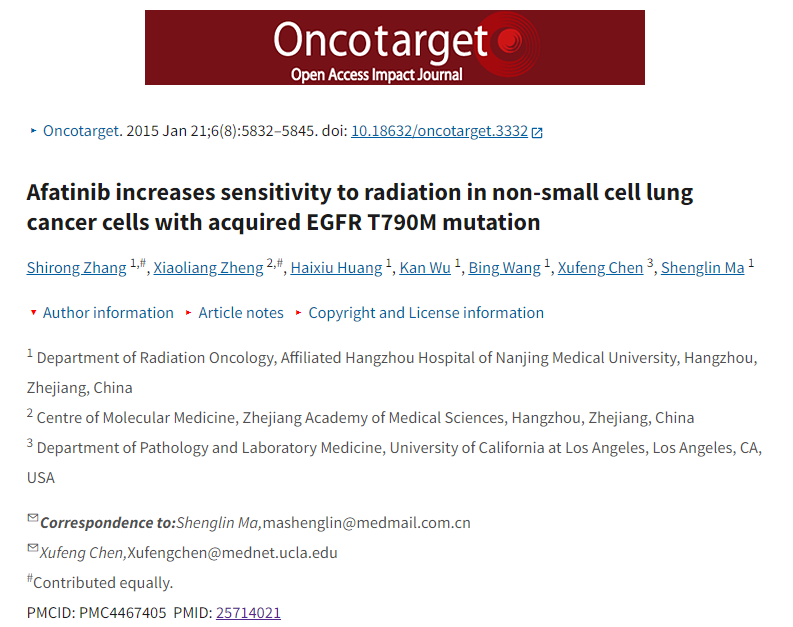 Oncotarget
Open Access Impact Journal
Oncotarget. 2015 Jan 21;6(8):5832–5845. doi: 10.18632/oncotarget.3332
Afatinib increases sensitivity to radiation in non-small cell lung
cancer cells with acquired EGFR T790M mutation
Shirong Zhang 1,#, Xiaoliang Zheng 2,#, Haixiu Huang 1, Kan Wu 1, Bing Wang 1, Xufeng Chen 3, Shenglin Ma 1
Author information Article notes Copyright and License information
1 Department of Radiation Oncology, Affiliated Hangzhou Hospital of Nanjing Medical University, Hangzhou,
Zhejiang, China
2 Centre of Molecular Medicine, Zhejiang Academy of Medical Sciences, Hangzhou, Zhejiang, China
3 Department of Pathology and Laboratory Medicine, University of California at Los Angeles, Los Angeles, CA,
USA
Correspondence to:Shenglin Ma,mashenglin@medmail.com.cn
Xufeng Chen,Xufengchen@mednet.ucla.edu
#Contributed equally.
PMCID: PMC4467405 PMID: 25714021